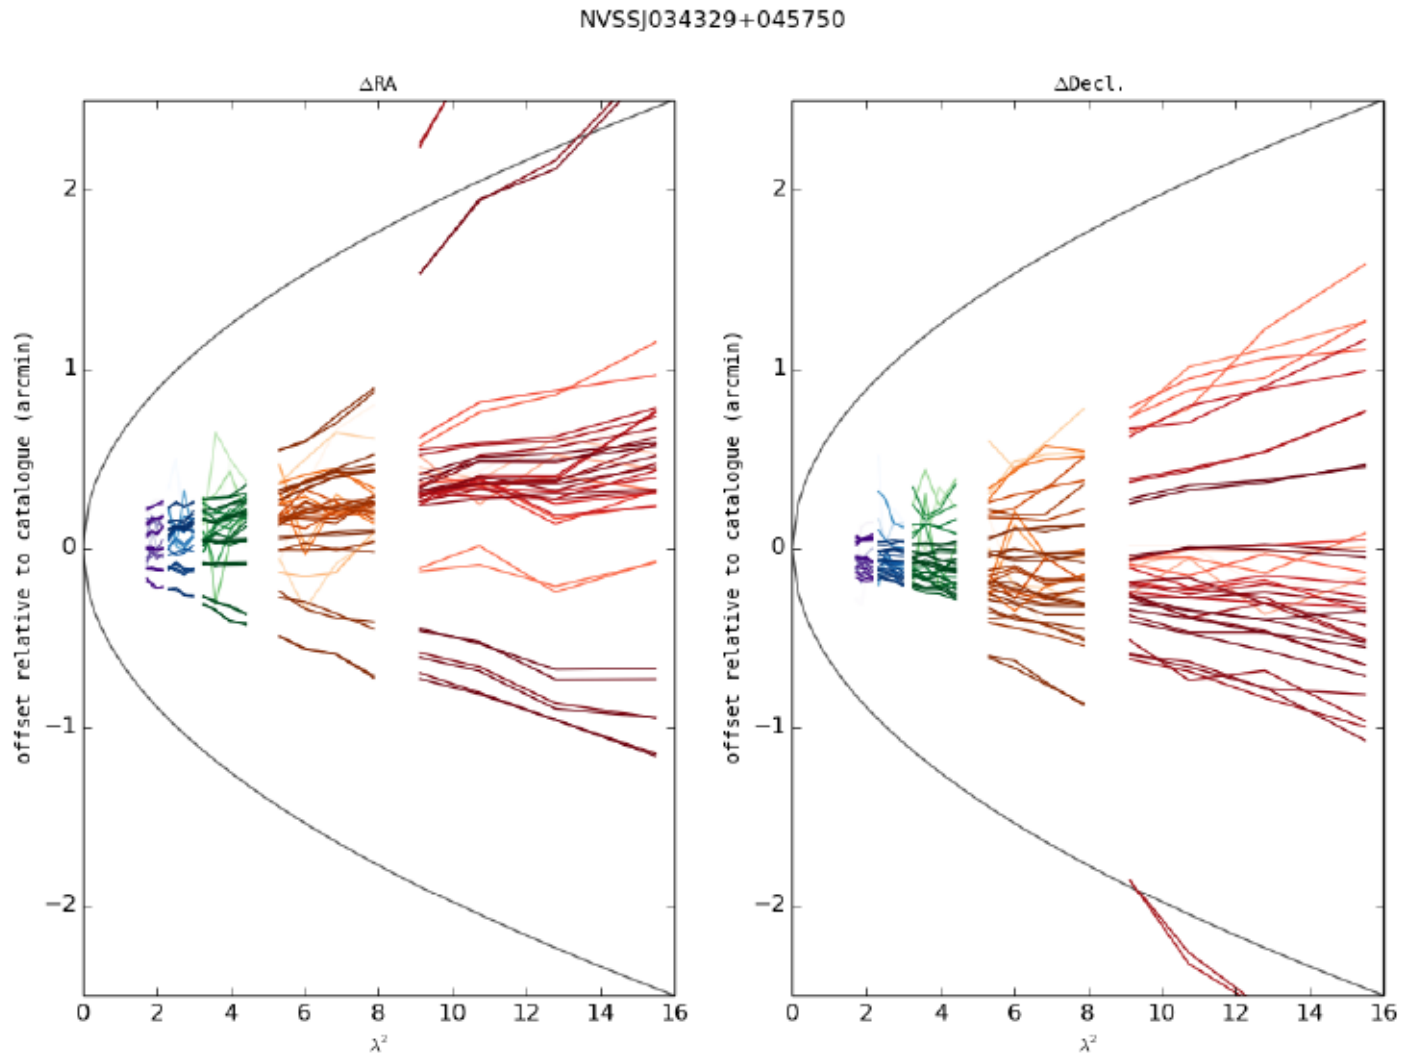 NVSSJ034329+045750
ΔRA
ΔDecl.
offset relative to catalogue (arcmin)
2
1
0
−1
−2
0 2 4 6 8 10 12 14 16
λ²
offset relative to catalogue (arcmin)
2
1
0
−1
−2
0 2 4 6 8 10 12 14 16
λ²